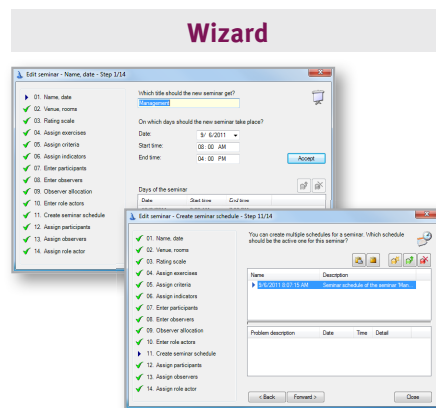 Wizard
Edit seminar - Name, date - Step 1/14
01. Name, date
02. Venue, rooms
03. Rating scale
04. Assign exercises
05. Assign criteria
06. Assign indicators
07. Enter participants
08. Enter observers
09. Observer allocation
10. Enter role actors
11. Create seminar schedule
12. Assign participants
13. Assign observers
14. Assign role actor
Which title should the new seminar get?
Management
On which days should the new seminar take place?
Date: 9/ 6/2011
Start time: 08: 00 AM
End time: 04: 00 PM
Accept
Days of the seminar
Date Start time End time
Edit seminar - Create seminar schedule - Step 11/14
01. Name, date
02. Venue, rooms
03. Rating scale
04. Assign exercises
05. Assign criteria
06. Assign indicators
07. Enter participants
08. Enter observers
09. Observer allocation
10. Enter role actors
11. Create seminar schedule
12. Assign participants
13. Assign observers
14. Assign role actor
You can create multiple schedules for a seminar. Which schedule
should be the active one for this seminar?
Name Description
9/6/2011 8:07:15 AM Seminar schedule of the seminar 'Man...
Problem description Date Time Detail
< Back Forward > Close